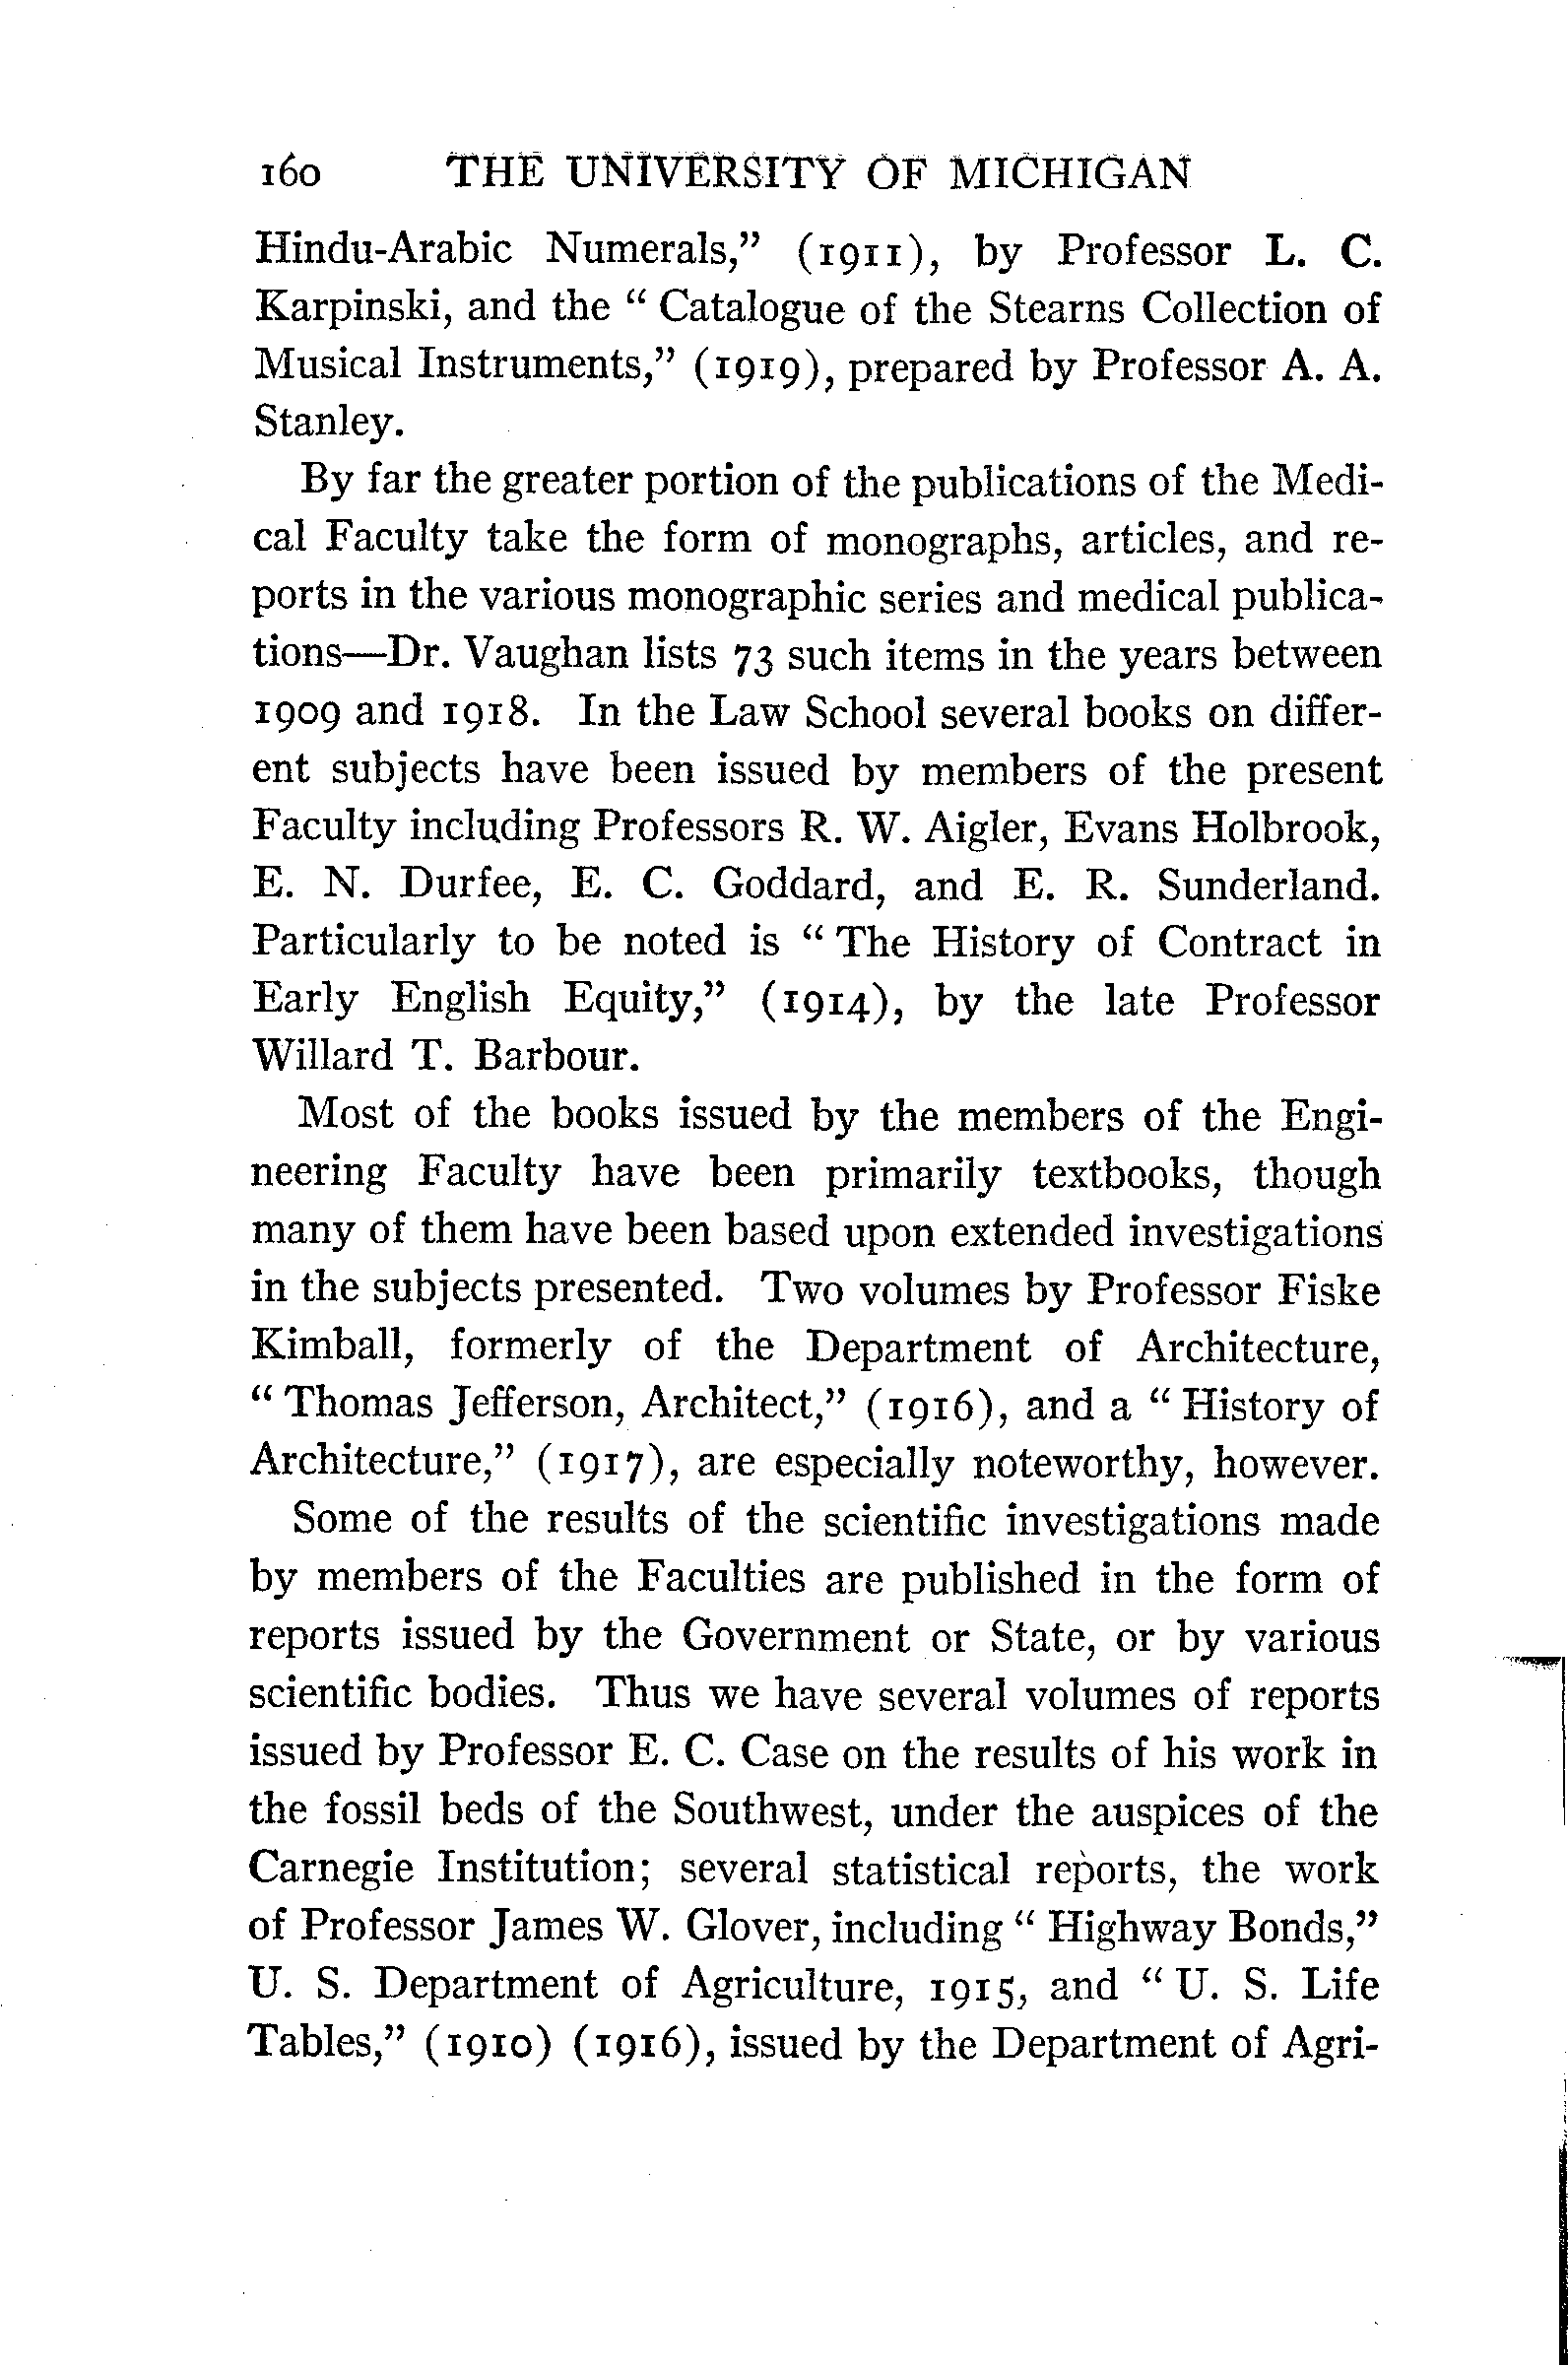 160 THE UNIVERSITY OF MICHIGAN
Hindu-Arabic Numerals,” (1911), by Professor L. C.
Karpinski, and the “ Catalogue of the Stearns Collection of
Musical Instruments,” (1919), prepared by Professor A. A.
Stanley.
By far the greater portion of the publications of the Medi-
cal Faculty take the form of monographs, articles, and re-
ports in the various monographic series and medical publica-
tions—Dr. Vaughan lists 73 such items in the years between
1909 and 1918. In the Law School several books on differ-
ent subjects have been issued by members of the present
Faculty including Professors R. W. Aigler, Evans Holbrook,
E. N. Durfee, E. C. Goddard, and E. R. Sunderland.
Particularly to be noted is “ The History of Contract in
Early English Equity,” (1914), by the late Professor
Willard T. Barbour.
Most of the books issued by the members of the Engi-
neering Faculty have been primarily textbooks, though
many of them have been based upon extended investigations
in the subjects presented. Two volumes by Professor Fiske
Kimball, formerly of the Department of Architecture,
“ Thomas Jefferson, Architect,” (1916), and a “ History of
Architecture,” (1917), are especially noteworthy, however.
Some of the results of the scientific investigations made
by members of the Faculties are published in the form of
reports issued by the Government or State, or by various
scientific bodies. Thus we have several volumes of reports
issued by Professor E. C. Case on the results of his work in
the fossil beds of the Southwest, under the auspices of the
Carnegie Institution; several statistical reports, the work
of Professor James W. Glover, including “ Highway Bonds,”
U. S. Department of Agriculture, 1915, and “ U. S. Life
Tables,” (1910) (1916), issued by the Department of Agri-